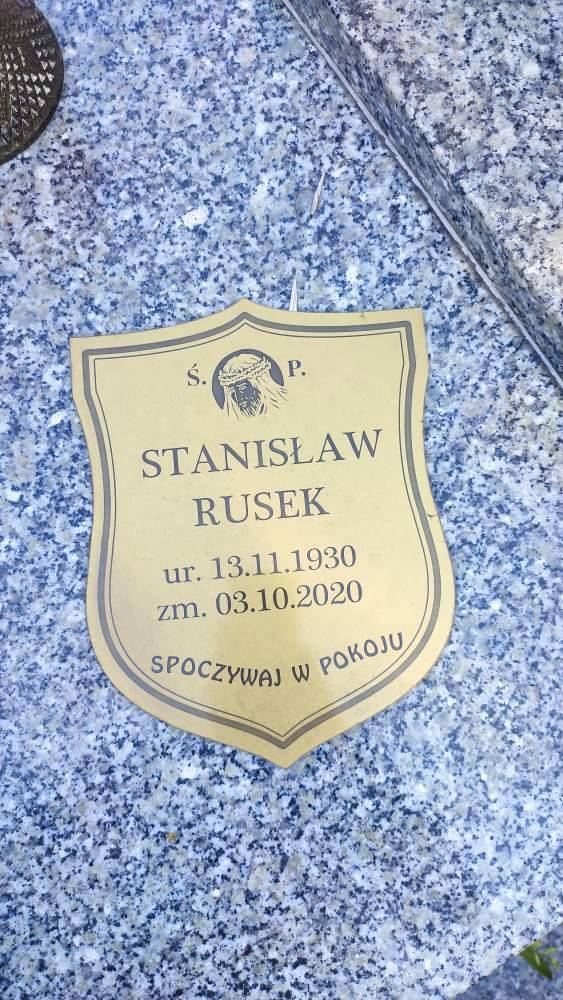 Ś. P.
STANISŁAW
RUSEK
ur. 13.11.1930
zm. 03.10.2020
SPOCZYWAJ W POKOJU